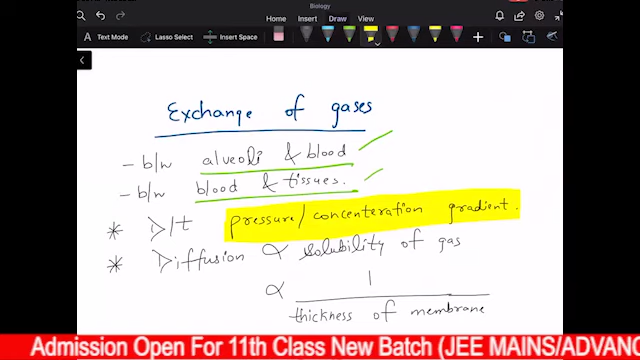 Biology
Home Insert Draw View
Text Mode Lasso Select Insert Space
Exchange of gases
- b/w alveoli & blood
- b/w blood & tissues.
* D/t pressure/concenteration gradient.
* Diffusion ∝ solubility of gas
∝ 1
thickness of membrane
Admission Open For 11th Class New Batch (JEE MAINS/ADVANC